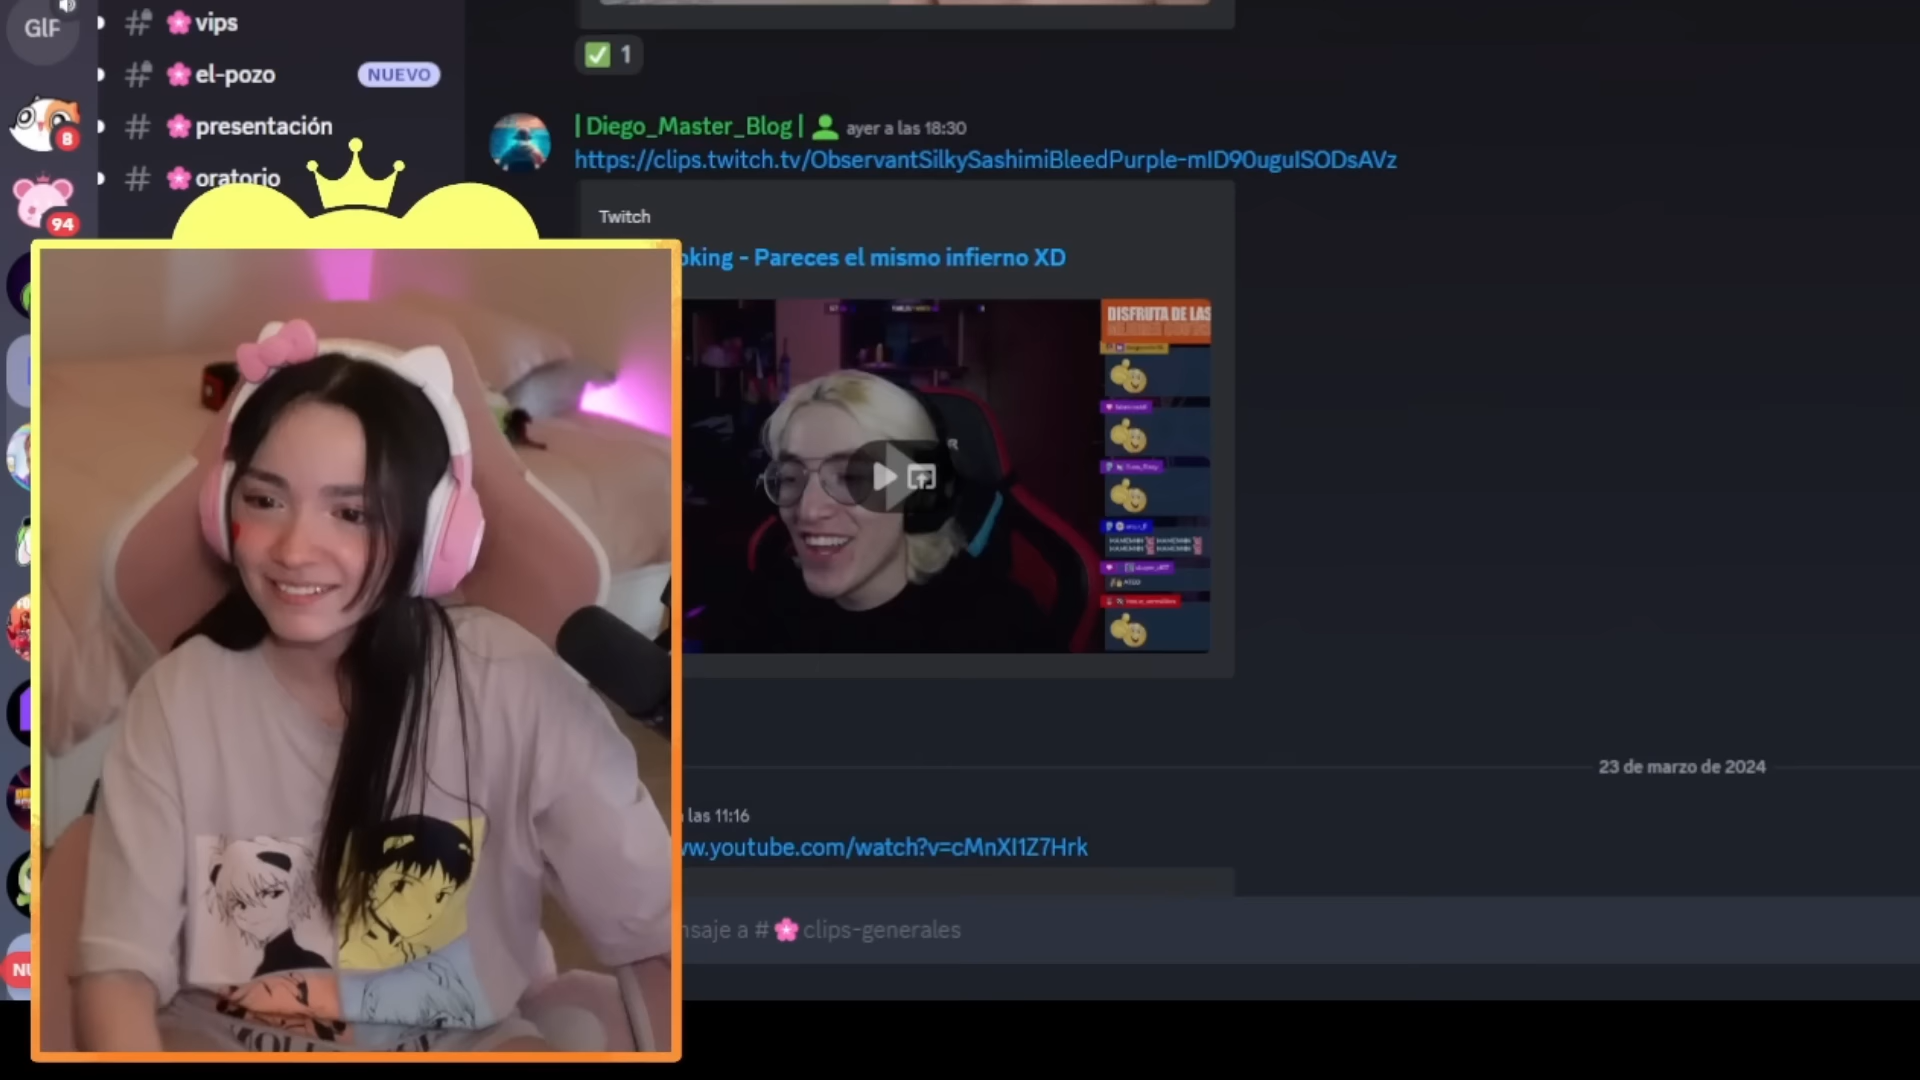 GIF
vips
el-pozo
NUEVO
presentación
oratorio
8
94
NU
1
| Diego_Master_Blog |
ayer a las 18:30
https://clips.twitch.tv/ObservantSilkySashimiBleedPurple-mID90uguISODsAVz
Twitch
oking - Pareces el mismo infierno XD
DISFRUTA DE LAS
23 de marzo de 2024
las 11:16
w.youtube.com/watch?v=cMnXI1Z7Hrk
nsaje a # clips-generales